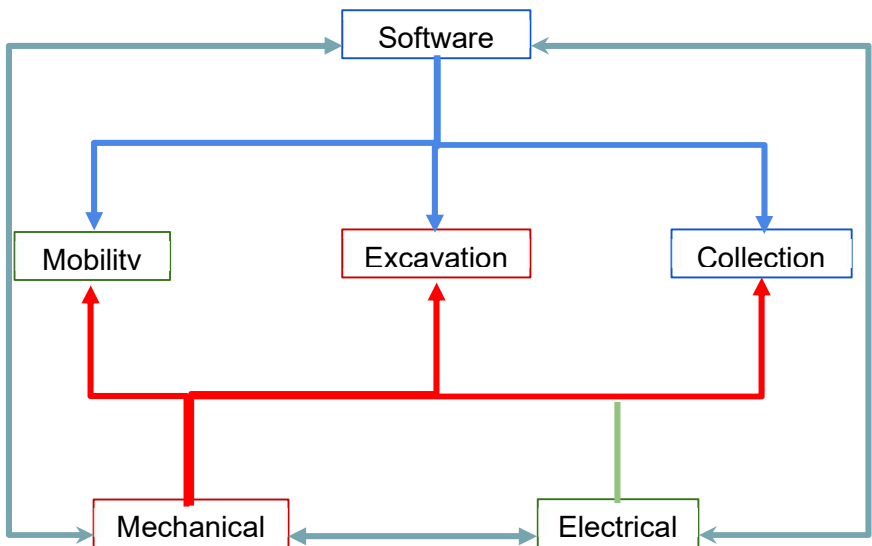 Software
Mobility
Excavation
Collection
Mechanical
Electrical